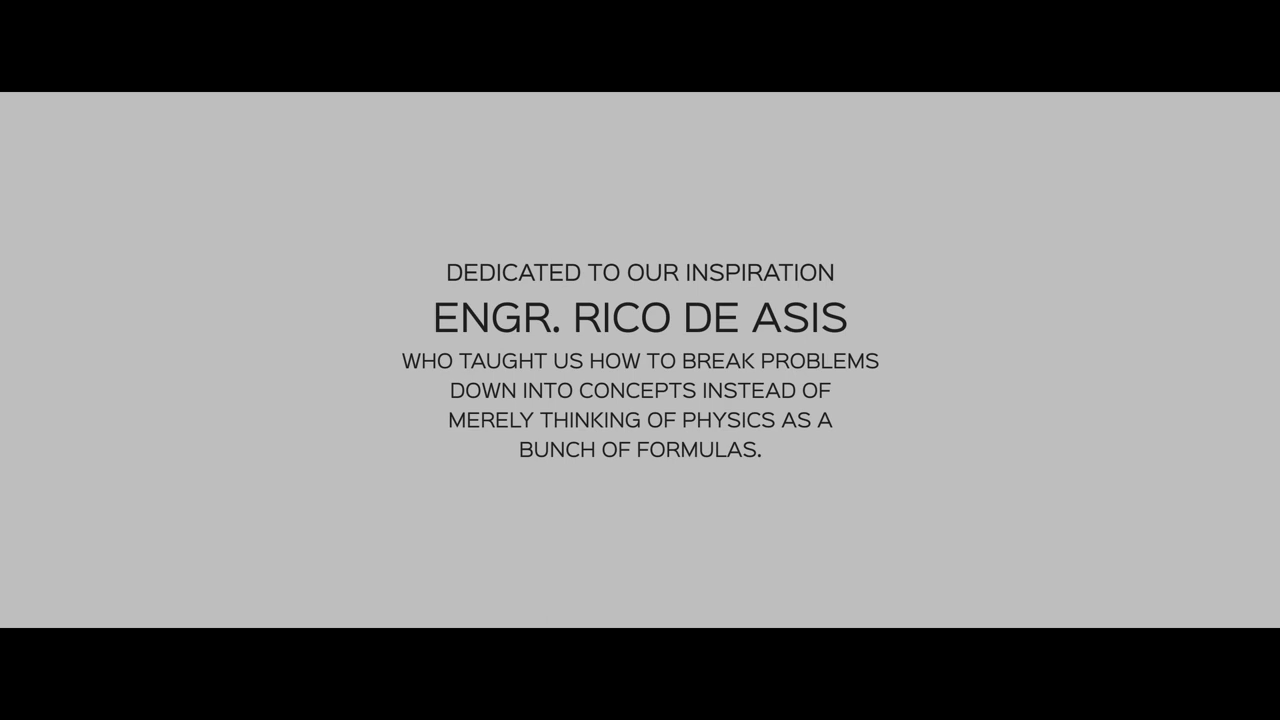 DEDICATED TO OUR INSPIRATION
ENGR. RICO DE ASIS
WHO TAUGHT US HOW TO BREAK PROBLEMS
DOWN INTO CONCEPTS INSTEAD OF
MERELY THINKING OF PHYSICS AS A
BUNCH OF FORMULAS.